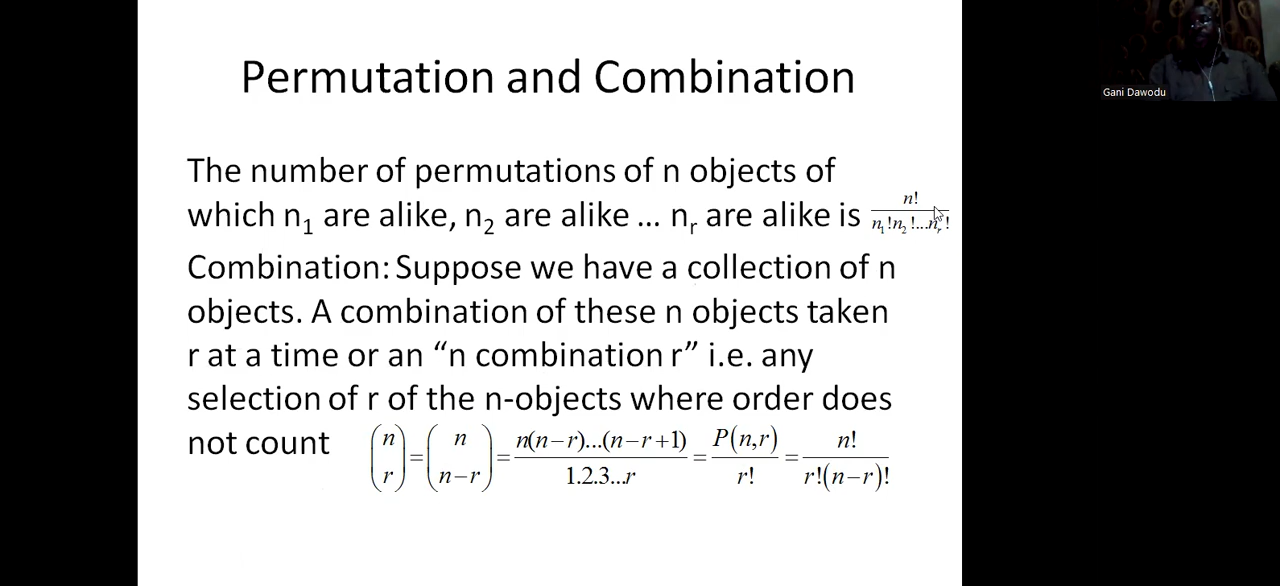 Permutation and Combination
Gani Dawodu
The number of permutations of n objects of
which n₁ are alike, n₂ are alike … nᵣ are alike is n!/(n₁!n₂!...nᵣ!)
Combination: Suppose we have a collection of n
objects. A combination of these n objects taken
r at a time or an “n combination r” i.e. any
selection of r of the n-objects where order does
not count (n r) = (n n−r) = n(n−r)...(n−r+1)/1.2.3...r = P(n,r)/r! = n!/r!(n−r)!